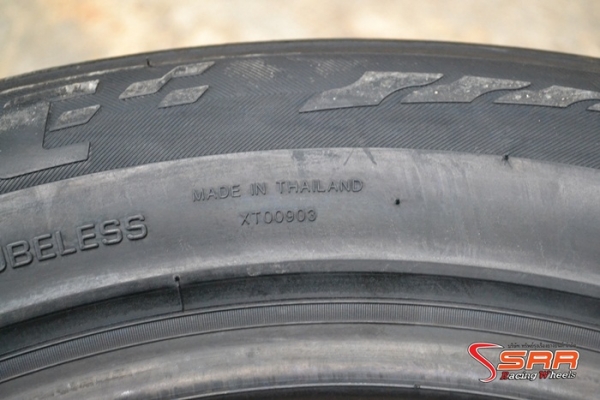 MADE IN THAILAND
XT00903
UBELESS
SRR
Racing Wheels